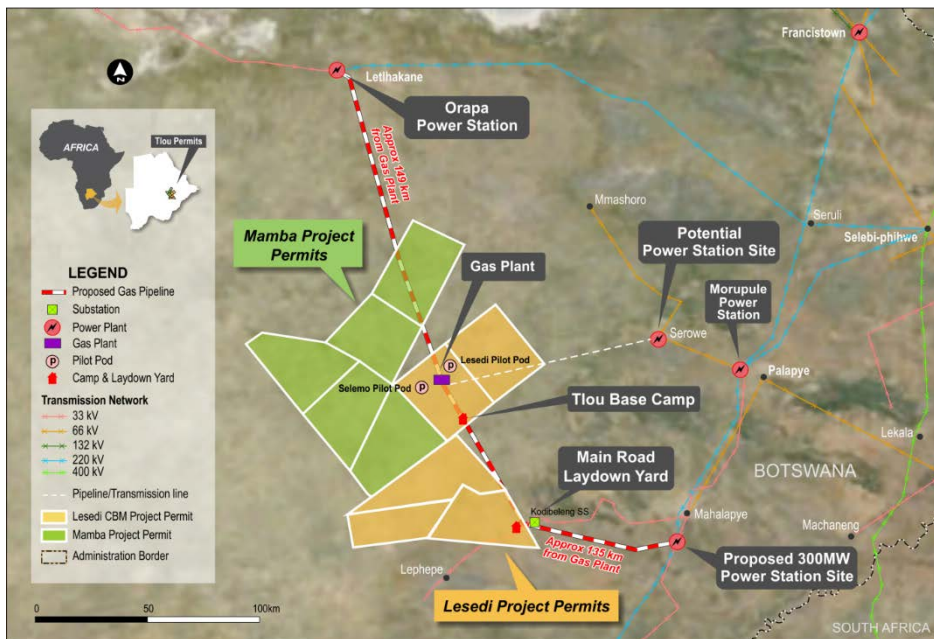 Francistown
Letlhakane
N
Orapa
Power Station
AFRICA
Tlou Permits
Approx 149 km
from Gas Plant
Mmashoro
Seruli
Selebi-phihwe
Mamba Project
Permits
Potential
Power Station Site
Gas Plant
Morupule
Power
Station
LEGEND
Proposed Gas Pipeline
Substation
Power Plant
Gas Plant
P Pilot Pod
Camp & Laydown Yard
Transmission Network
33 kV
66 kV
132 kV
220 kV
400 kV
Pipeline/Transmission line
Lesedi CBM Project Permit
Mamba Project Permit
Administration Border
Serowe
P
Lesedi Pilot Pod
Selemo Pilot Pod
P
Palapye
Tlou Base Camp
Lekala
Main Road
Laydown Yard
BOTSWANA
Kodibeleng SS
Mahalapye
Machaneng
Approx 135 km
from Gas Plant
Proposed 300MW
Power Station Site
Lephepe
Lesedi Project Permits
0
50
100km
SOUTH AFRICA